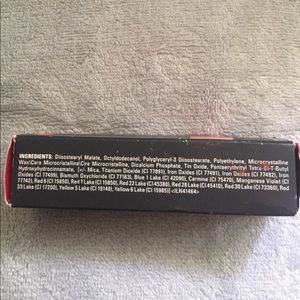 INGREDIENTS: Diisostearyl Malate, Octyldodecanol, Polyglyceryl-3 Diisostearate, Polyethylene, Microcrystalline
Wax\Cera Microcristallina\Cire Microcristalline, Dicalcium Phosphate, Tin Oxide, Pentaerythrityl Tetra-Di-T-Butyl
Hydroxyhydrocinnamate, [+/- Mica, Titanium Dioxide (CI 77891), Iron Oxides (CI 77491), Iron Oxides (CI 77492), Iron
Oxides (CI 77499), Bismuth Oxychloride (CI 77163), Blue 1 Lake (CI 42090), Carmine (CI 75470), Manganese Violet (CI
77742), Red 6 (CI 15850), Red 7 Lake (CI 15850), Red 22 Lake (CI 45380), Red 28 Lake (CI 45410), Red 30 Lake (CI 73360), Red
33 Lake (CI 17200), Yellow 5 Lake (CI 19140), Yellow 6 Lake (CI 15985)] <ILN41464>